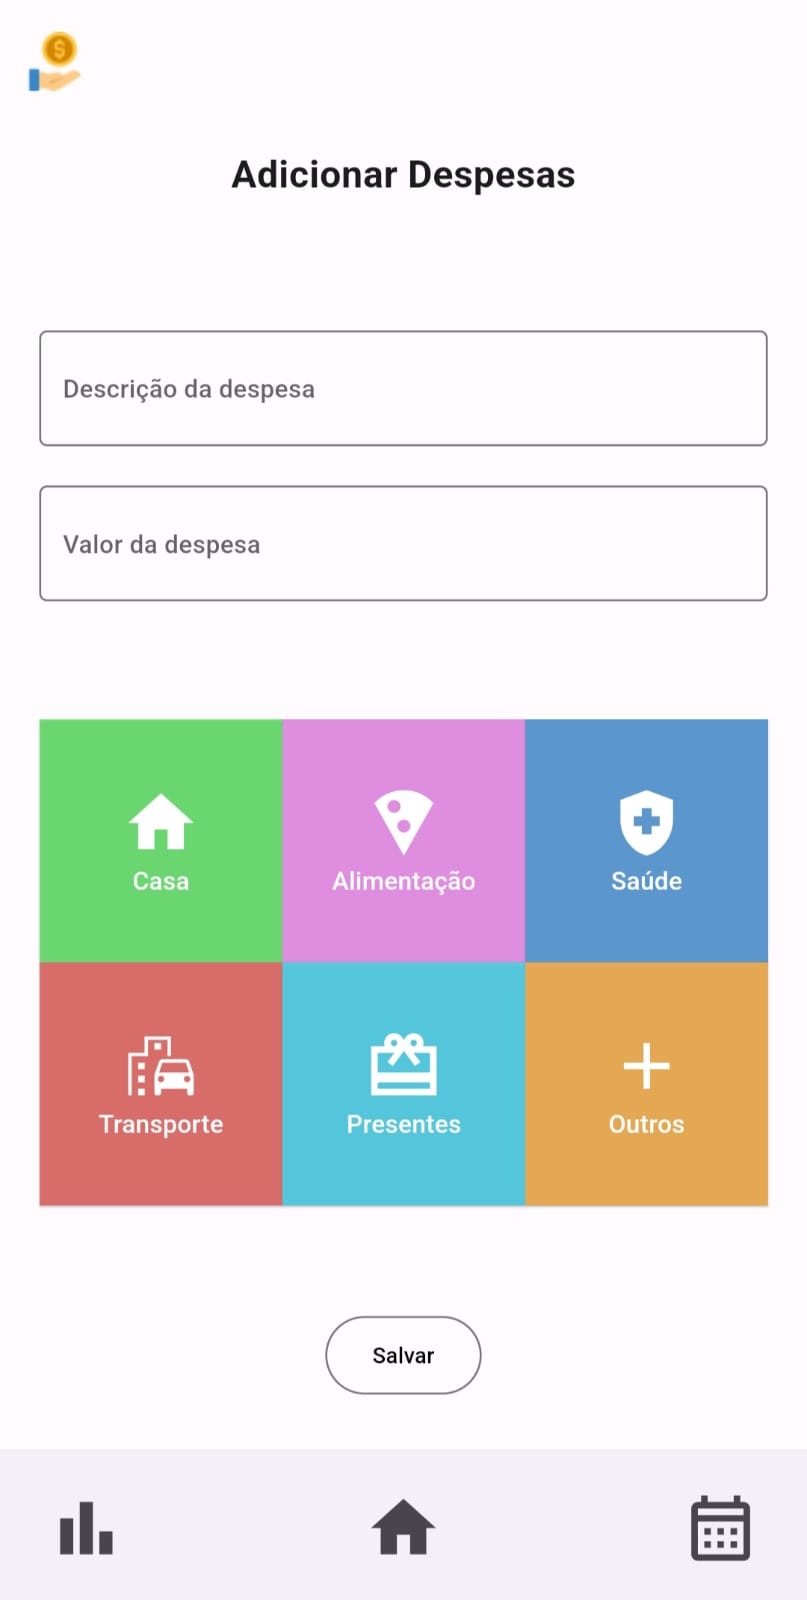 Adicionar Despesas
Descrição da despesa
Valor da despesa
Casa
Alimentação
Saúde
Transporte
Presentes
Outros
Salvar